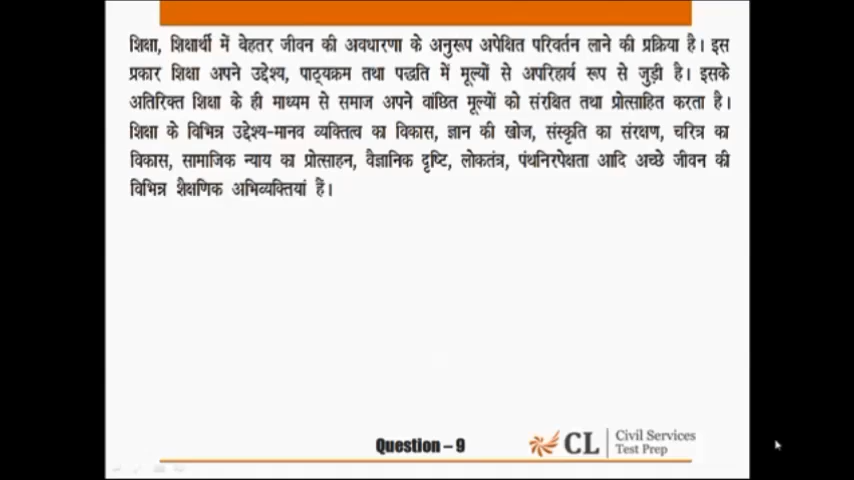 शिक्षा, शिक्षार्थी में बेहतर जीवन की अवधारणा के अनुरूप अपेक्षित परिवर्तन लाने की प्रक्रिया है। इस
प्रकार शिक्षा अपने उद्देश्य, पाठ्यक्रम तथा पद्धति में मूल्यों से अपरिहार्य रूप से जुड़ी है। इसके
अतिरिक्त शिक्षा के ही माध्यम से समाज अपने वांछित मूल्यों को संरक्षित तथा प्रोत्साहित करता है।
शिक्षा के विभिन्न उद्देश्य-मानव व्यक्तित्व का विकास, ज्ञान की खोज, संस्कृति का संरक्षण, चरित्र का
विकास, सामाजिक न्याय का प्रोत्साहन, वैज्ञानिक दृष्टि, लोकतंत्र, पंथनिरपेक्षता आदि अच्छे जीवन की
विभिन्न शैक्षणिक अभिव्यक्तियां हैं।
Question – 9
CL
Civil Services
Test Prep